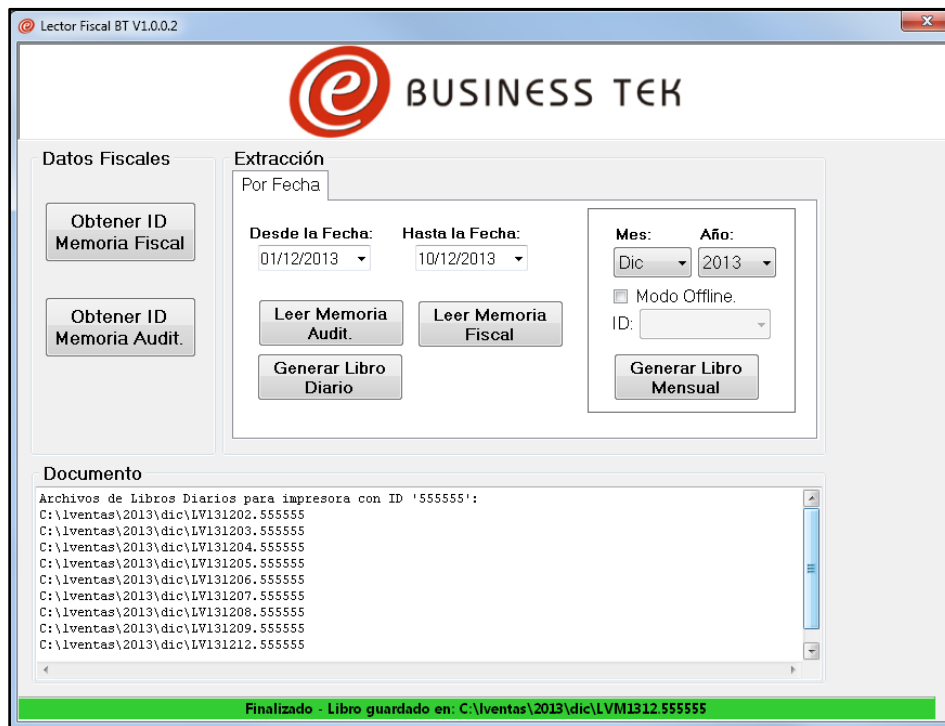 Lector Fiscal BT V1.0.0.2
BUSINESS TEK
Datos Fiscales
Obtener ID
Memoria Fiscal
Obtener ID
Memoria Audit.
Extracción
Por Fecha
Desde la Fecha:
Hasta la Fecha:
01/12/2013
10/12/2013
Leer Memoria
Audit.
Leer Memoria
Fiscal
Generar Libro
Diario
Mes:
Año:
Dic
2013
Modo Offline.
ID:
Generar Libro
Mensual
Documento
Archivos de Libros Diarios para impresora con ID '555555':
C:\lventas\2013\dic\LV131202.555555
C:\lventas\2013\dic\LV131203.555555
C:\lventas\2013\dic\LV131204.555555
C:\lventas\2013\dic\LV131205.555555
C:\lventas\2013\dic\LV131206.555555
C:\lventas\2013\dic\LV131207.555555
C:\lventas\2013\dic\LV131208.555555
C:\lventas\2013\dic\LV131209.555555
C:\lventas\2013\dic\LV131212.555555
Finalizado - Libro guardado en: C:\lventas\2013\dic\LVM1312.555555